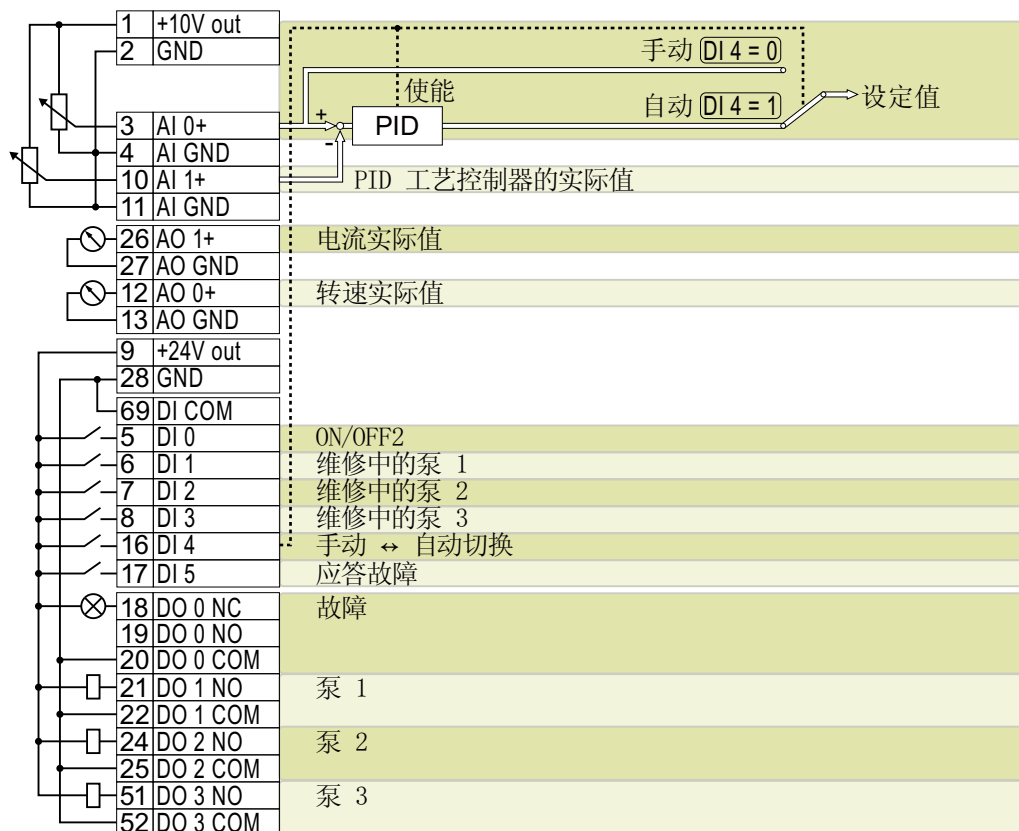 1 +10V out
2 GND
手动 DI 4 = 0
使能
自动 DI 4 = 1
设定值
+
3 AI 0+
PID
-
4 AI GND
10 AI 1+ PID 工艺控制器的实际值
11 AI GND
26 AO 1+ 电流实际值
27 AO GND
12 AO 0+ 转速实际值
13 AO GND
9 +24V out
28 GND
69 DI COM
5 DI 0 ON/OFF2
6 DI 1 维修中的泵 1
7 DI 2 维修中的泵 2
8 DI 3 维修中的泵 3
16 DI 4 手动 ↔ 自动切换
17 DI 5 应答故障
18 DO 0 NC 故障
19 DO 0 NO
20 DO 0 COM
21 DO 1 NO 泵 1
22 DO 1 COM
24 DO 2 NO 泵 2
25 DO 2 COM
51 DO 3 NO 泵 3
52 DO 3 COM